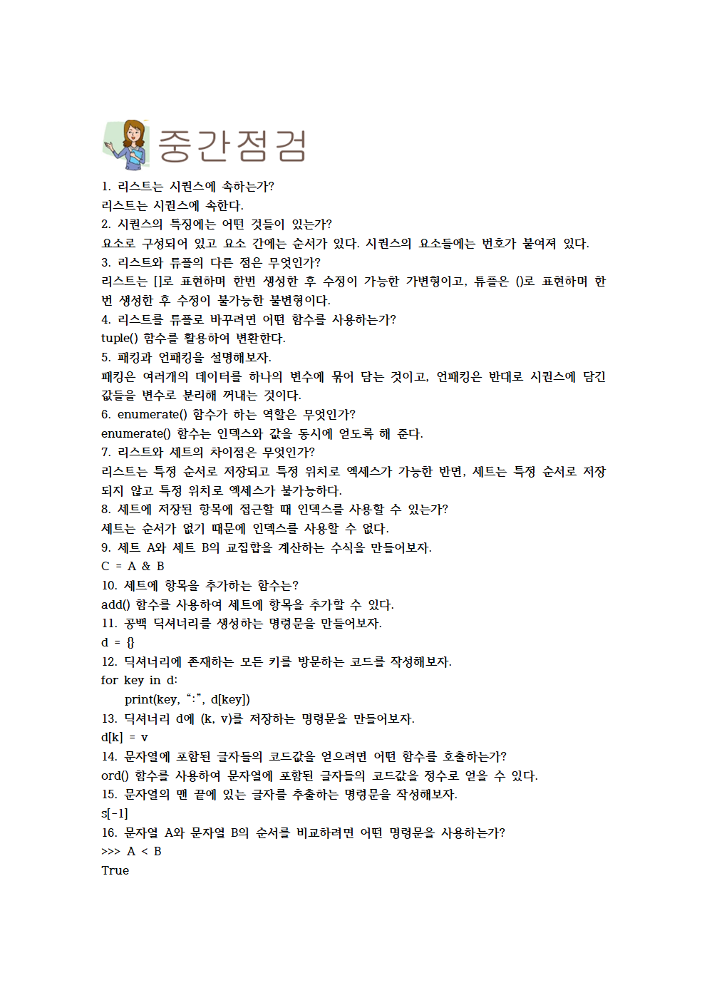 중간점검
1. 리스트는 시퀀스에 속하는가?
리스트는 시퀀스에 속한다.
2. 시퀀스의 특징에는 어떤 것들이 있는가?
요소로 구성되어 있고 요소 간에는 순서가 있다. 시퀀스의 요소들에는 번호가 붙여져 있다.
3. 리스트와 튜플의 다른 점은 무엇인가?
리스트는 []로 표현하며 한번 생성한 후 수정이 가능한 가변형이고, 튜플은 ()로 표현하며 한
번 생성한 후 수정이 불가능한 불변형이다.
4. 리스트를 튜플로 바꾸려면 어떤 함수를 사용하는가?
tuple() 함수를 활용하여 변환한다.
5. 패킹과 언패킹을 설명해보자.
패킹은 여러개의 데이터를 하나의 변수에 묶어 담는 것이고, 언패킹은 반대로 시퀀스에 담긴
값들을 변수로 분리해 꺼내는 것이다.
6. enumerate() 함수가 하는 역할은 무엇인가?
enumerate() 함수는 인덱스와 값을 동시에 얻도록 해 준다.
7. 리스트와 세트의 차이점은 무엇인가?
리스트는 특정 순서로 저장되고 특정 위치로 엑세스가 가능한 반면, 세트는 특정 순서로 저장
되지 않고 특정 위치로 엑세스가 불가능하다.
8. 세트에 저장된 항목에 접근할 때 인덱스를 사용할 수 있는가?
세트는 순서가 없기 때문에 인덱스를 사용할 수 없다.
9. 세트 A와 세트 B의 교집합을 계산하는 수식을 만들어보자.
C = A & B
10. 세트에 항목을 추가하는 함수는?
add() 함수를 사용하여 세트에 항목을 추가할 수 있다.
11. 공백 딕셔너리를 생성하는 명령문을 만들어보자.
d = {}
12. 딕셔너리에 존재하는 모든 키를 방문하는 코드를 작성해보자.
for key in d:
    print(key, “:”, d[key])
13. 딕셔너리 d에 (k, v)를 저장하는 명령문을 만들어보자.
d[k] = v
14. 문자열에 포함된 글자들의 코드값을 얻으려면 어떤 함수를 호출하는가?
ord() 함수를 사용하여 문자열에 포함된 글자들의 코드값을 정수로 얻을 수 있다.
15. 문자열의 맨 끝에 있는 글자를 추출하는 명령문을 작성해보자.
s[-1]
16. 문자열 A와 문자열 B의 순서를 비교하려면 어떤 명령문을 사용하는가?
>>> A < B
True